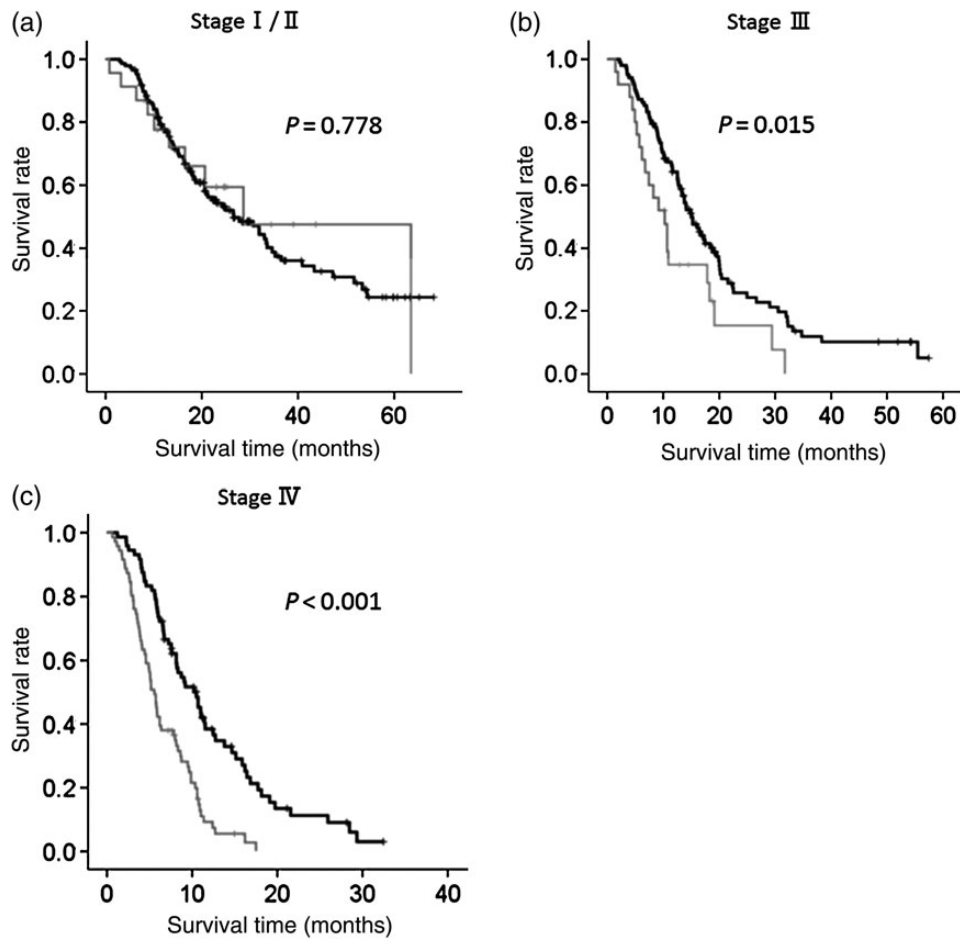 (a)
Stage Ⅰ / Ⅱ
1.0
0.8
0.6
0.4
0.2
0.0
Survival rate
P = 0.778
0 20 40 60
Survival time (months)
(b)
Stage Ⅲ
1.0
0.8
0.6
0.4
0.2
0.0
Survival rate
P = 0.015
0 10 20 30 40 50 60
Survival time (months)
(c)
Stage Ⅳ
1.0
0.8
0.6
0.4
0.2
0.0
Survival rate
P < 0.001
0 10 20 30 40
Survival time (months)